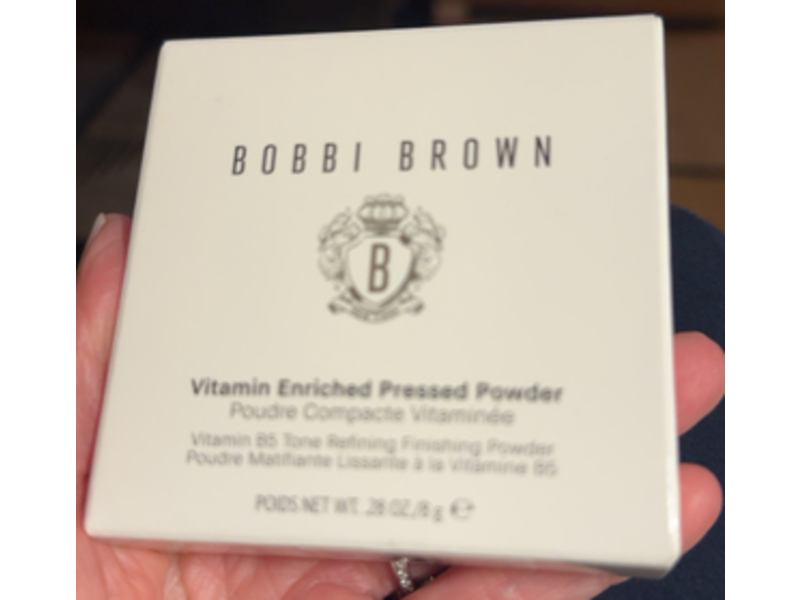 BOBBI BROWN
B
Vitamin Enriched Pressed Powder
Poudre Compacte Vitaminée
Vitamin B5 Tone Refining Finishing Powder
Poudre Matifiante Lissante à la Vitamine B5
POIDS NET WT. .28 OZ./8 g ℮